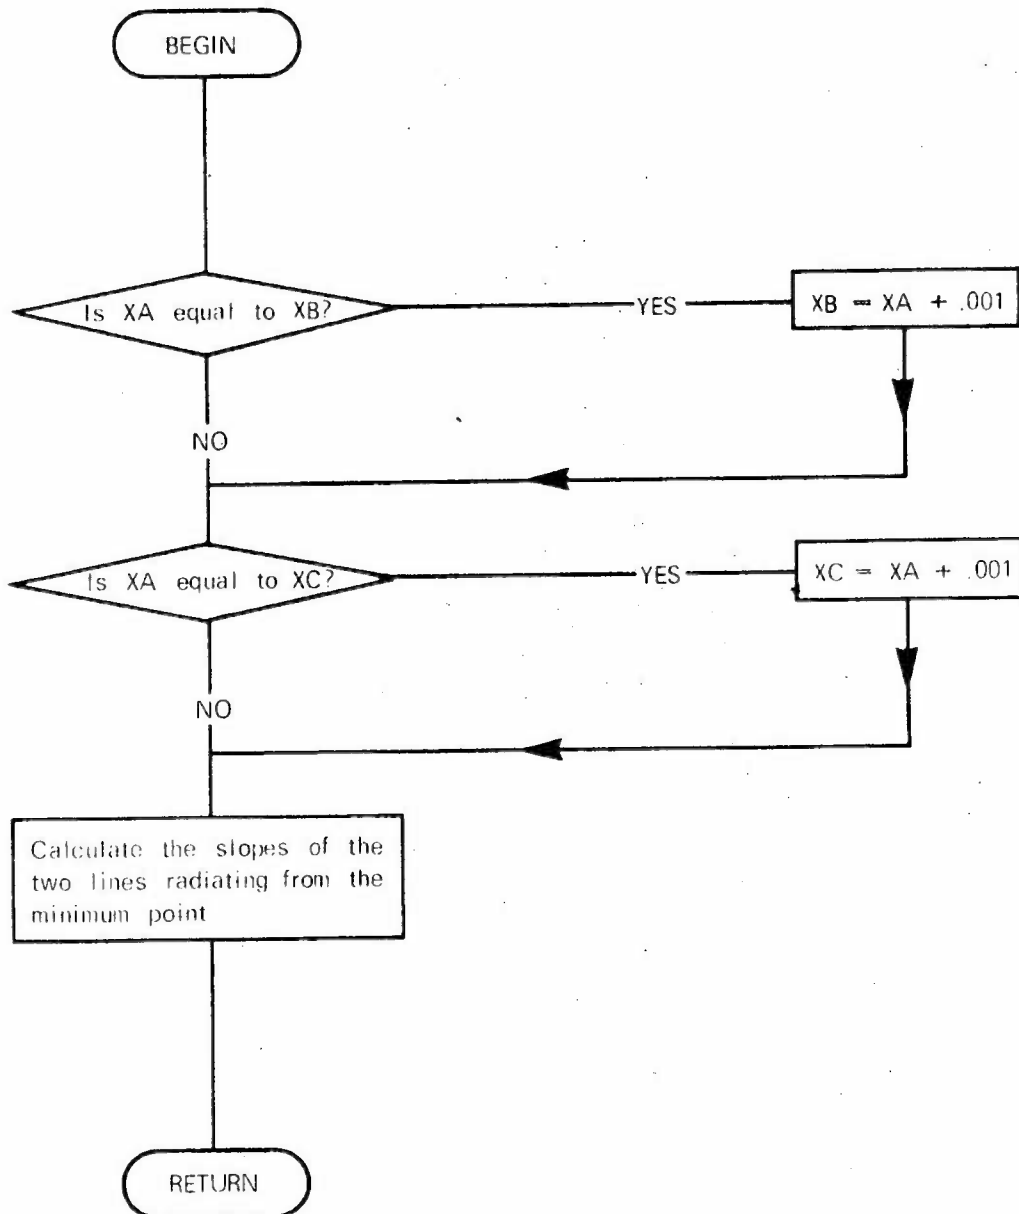 BEGIN
Is XA equal to XB?
YES
XB = XA + .001
NO
Is XA equal to XC?
YES
XC = XA + .001
NO
Calculate the slopes of the
two lines radiating from the
minimum point
RETURN